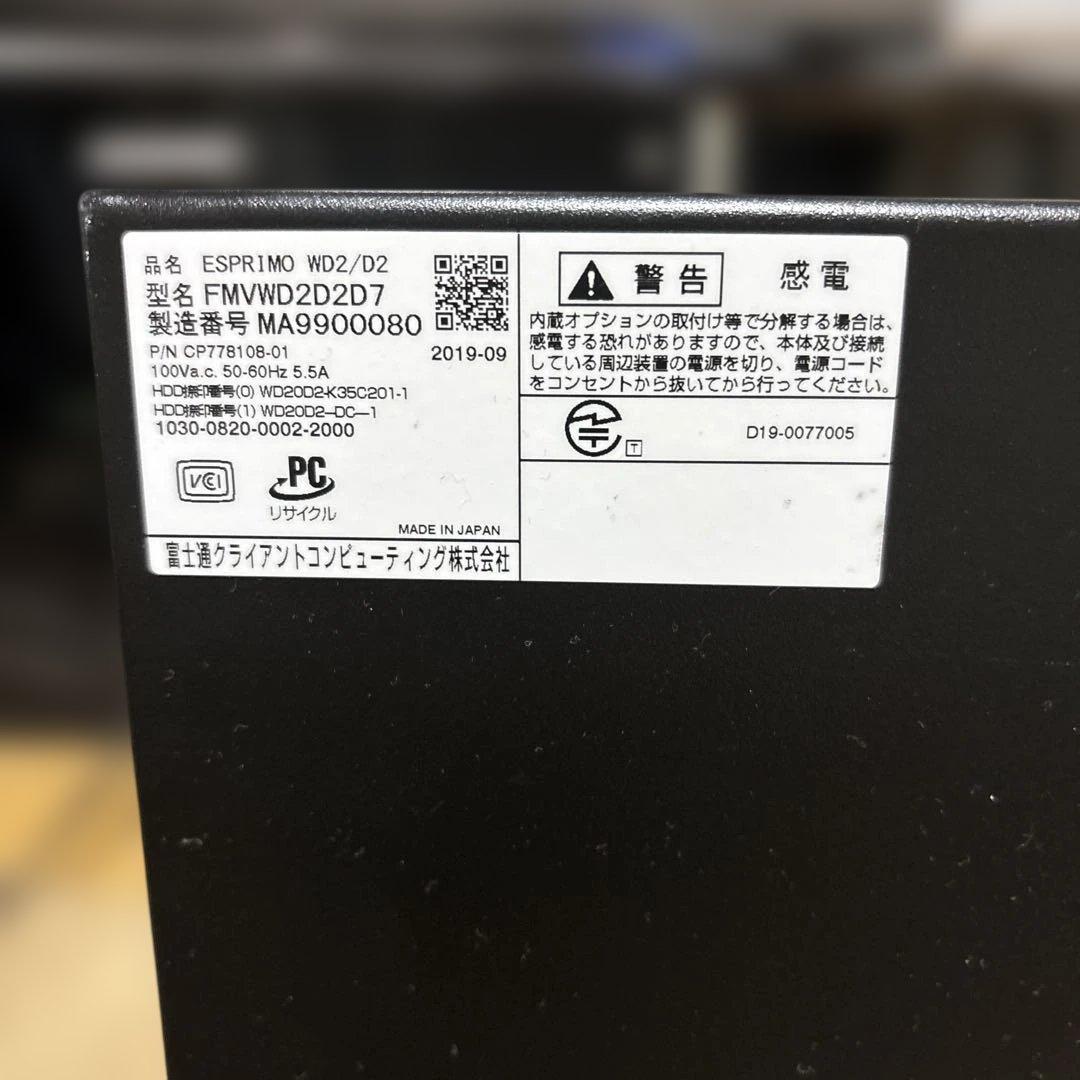 品名 ESPRIMO WD2/D2
型名 FMVWD2D2D7
製造番号 MA9900080
P/N CP778108-01
2019-09
100Va.c. 50-60Hz 5.5A
HDD捺印番号(0) WD20D2-K35C201-1
HDD捺印番号(1) WD20D2-DC-1
1030-0820-0002-2000
VCI
PC
リサイクル
MADE IN JAPAN
富士通クライアントコンピューティング株式会社
警告 感電
内蔵オプションの取付け等で分解する場合は、
感電する恐れがありますので、本体及び接続
している周辺装置の電源を切り、電源コード
をコンセントから抜いてから行ってください。
T
D19-0077005